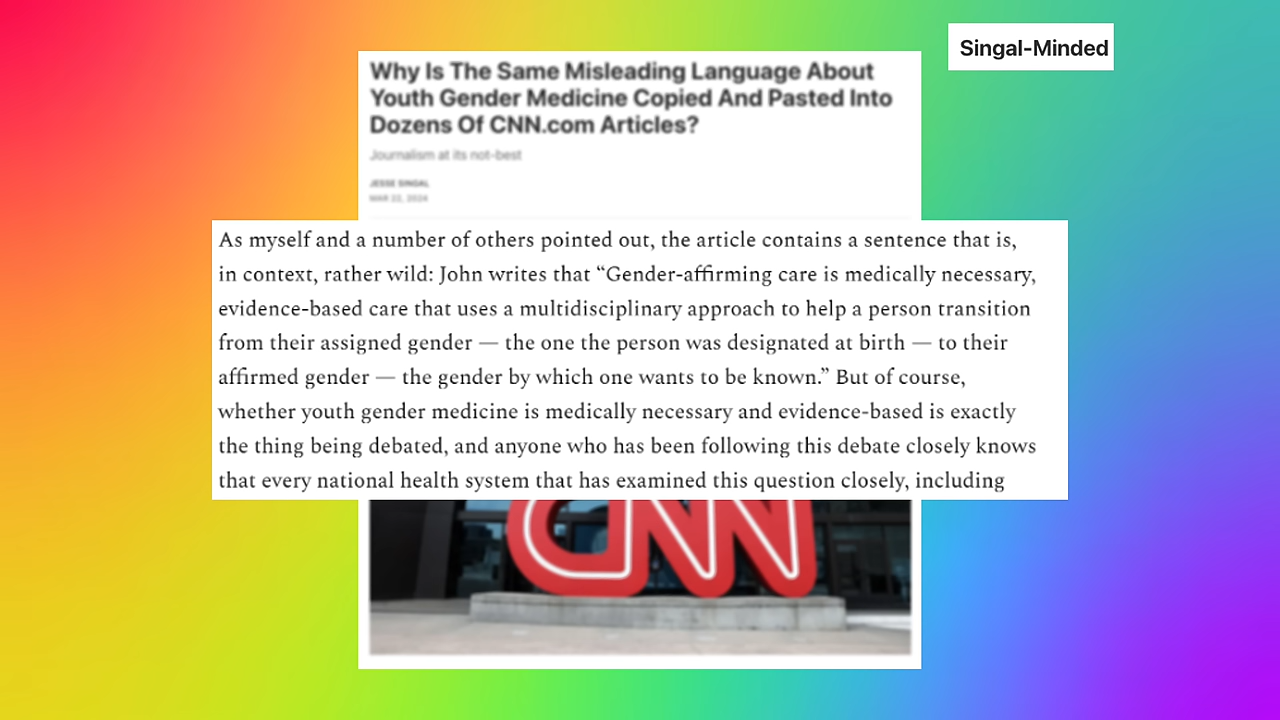 Singal-Minded
Why Is The Same Misleading Language About
Youth Gender Medicine Copied And Pasted Into
Dozens Of CNN.com Articles?
Journalism at its not-best
JESSE SINGAL
MAR 22, 2024
As myself and a number of others pointed out, the article contains a sentence that is,
in context, rather wild: John writes that “Gender-affirming care is medically necessary,
evidence-based care that uses a multidisciplinary approach to help a person transition
from their assigned gender — the one the person was designated at birth — to their
affirmed gender — the gender by which one wants to be known.” But of course,
whether youth gender medicine is medically necessary and evidence-based is exactly
the thing being debated, and anyone who has been following this debate closely knows
that every national health system that has examined this question closely, including
CNN